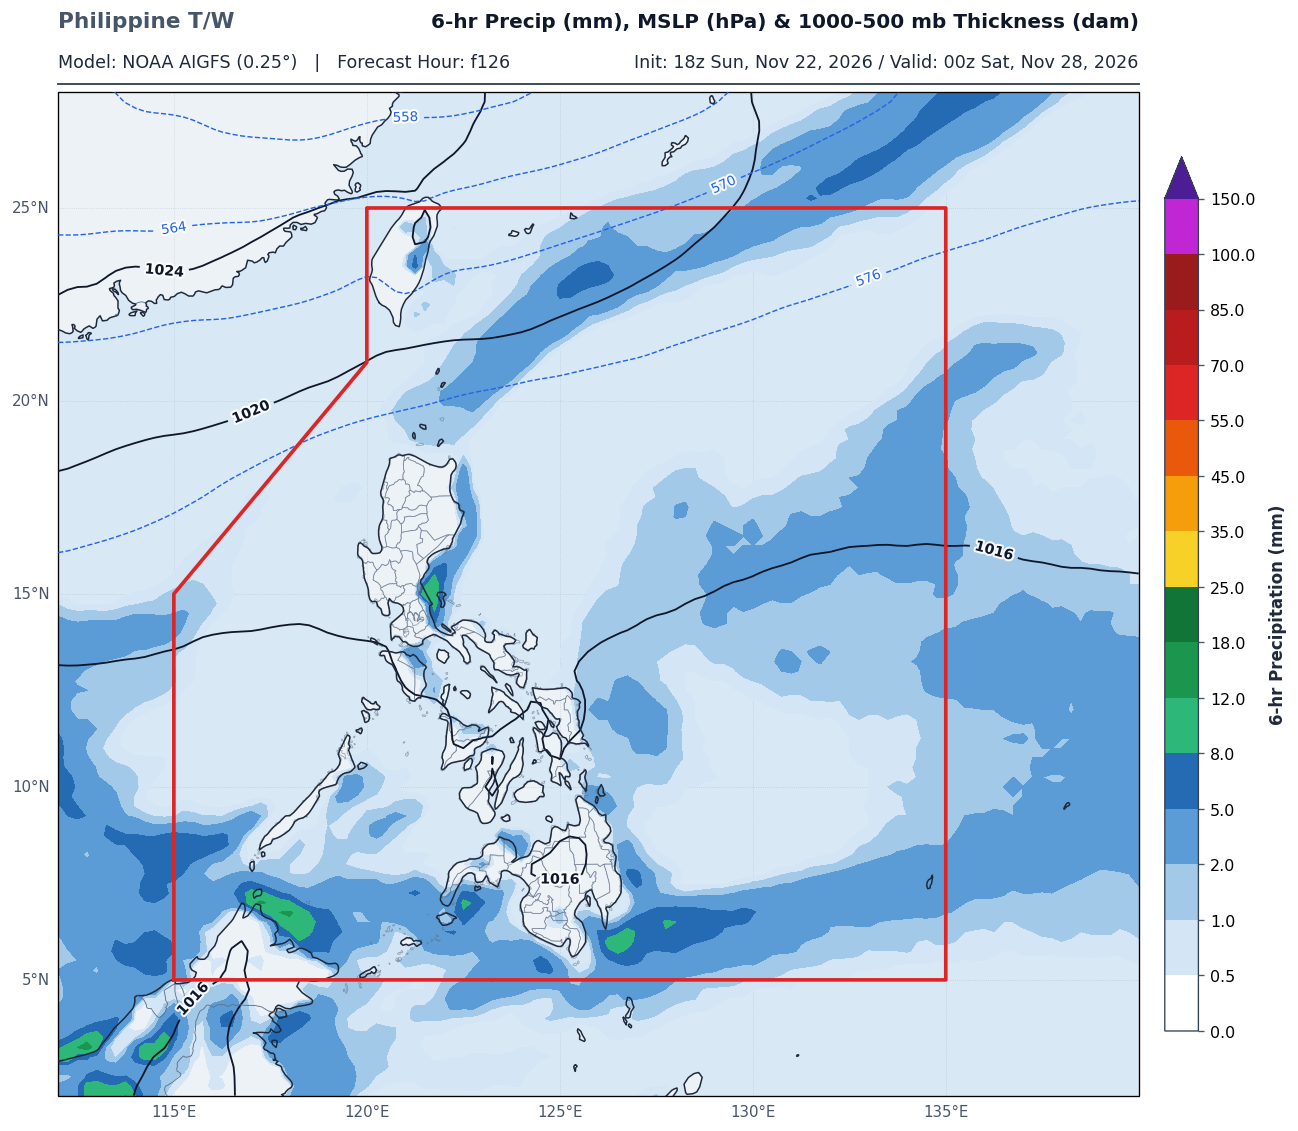 Philippine T/W
6-hr Precip (mm), MSLP (hPa) & 1000-500 mb Thickness (dam)
Model: NOAA AIGFS (0.25°) | Forecast Hour: f126
Init: 18z Sun, Nov 22, 2026 / Valid: 00z Sat, Nov 28, 2026
558
570
564
1024
576
1020
1016
1016
1016
25°N
20°N
15°N
10°N
5°N
115°E
120°E
125°E
130°E
135°E
150.0
100.0
85.0
70.0
55.0
45.0
35.0
25.0
18.0
12.0
8.0
5.0
2.0
1.0
0.5
0.0
6-hr Precipitation (mm)